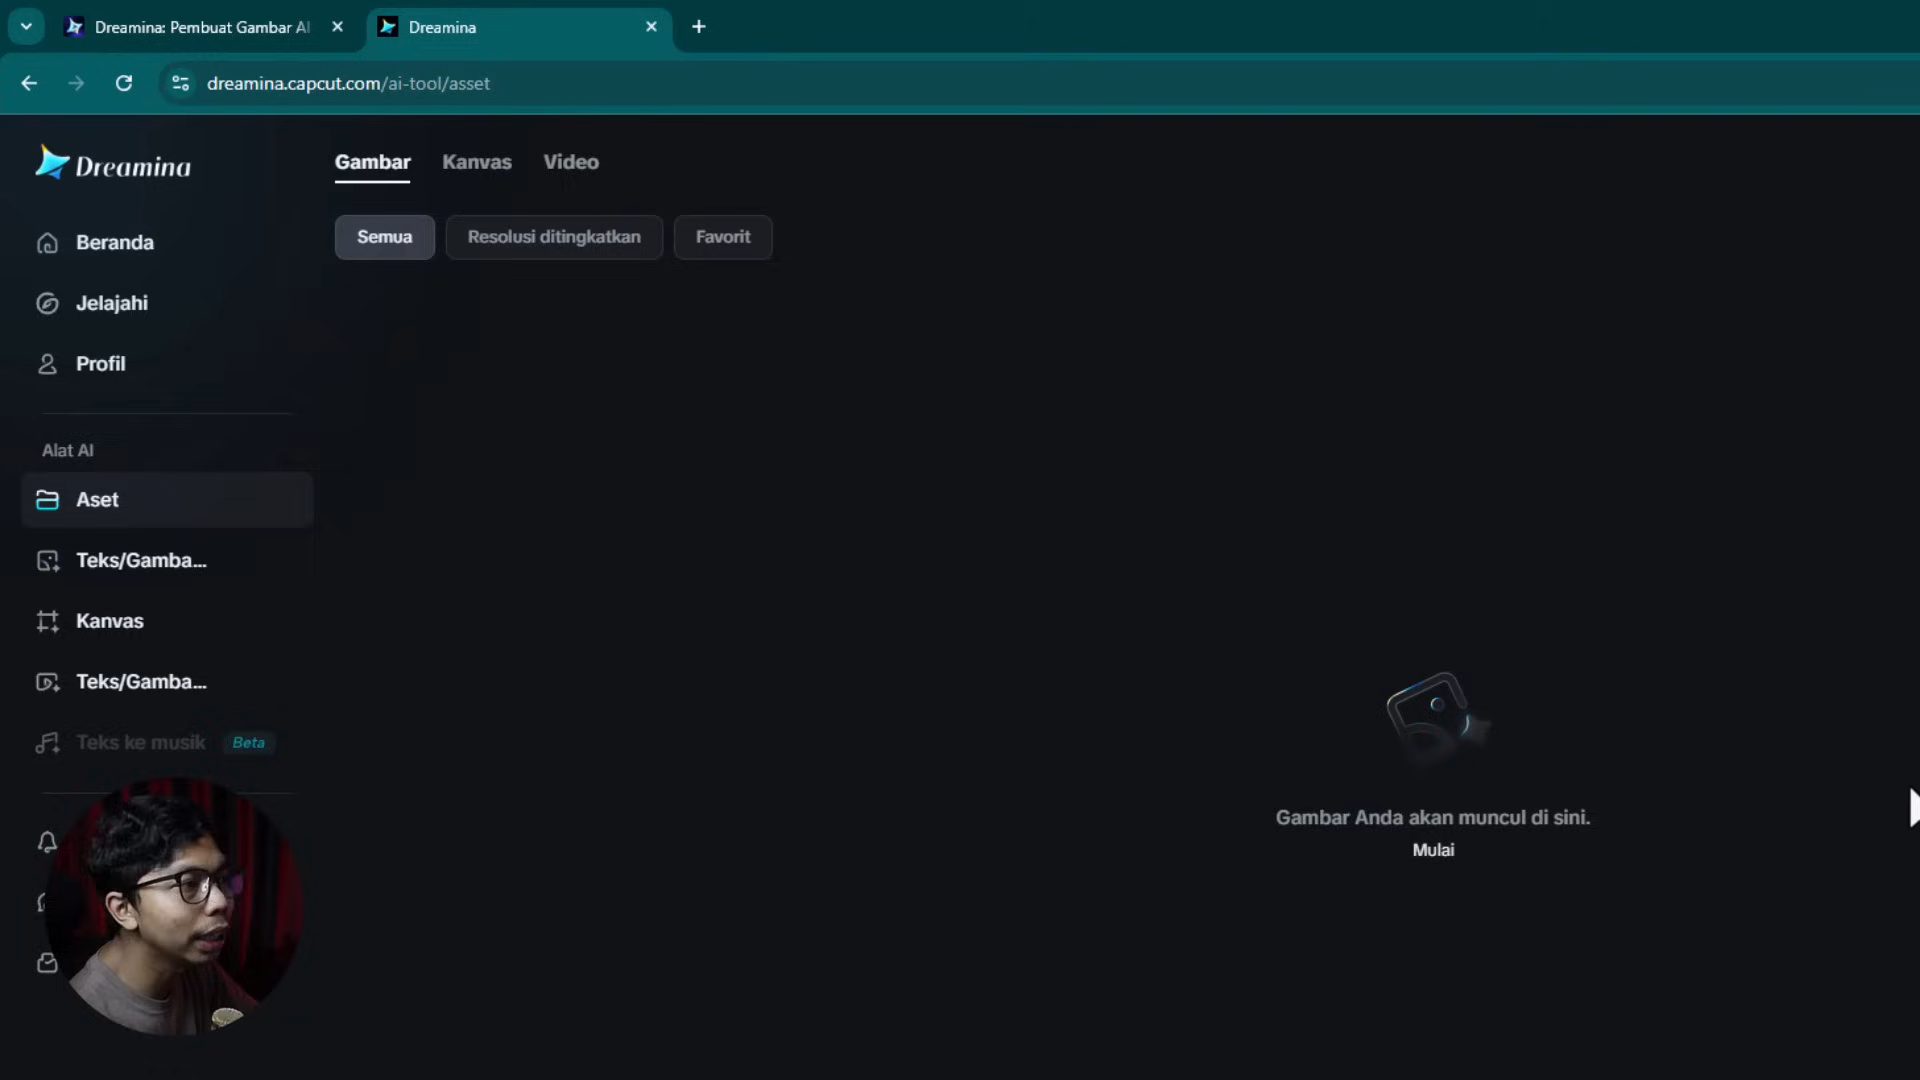 Dreamina: Pembuat Gambar AI
Dreamina
dreamina.capcut.com/ai-tool/asset
Dreamina
Gambar
Kanvas
Video
Semua
Resolusi ditingkatkan
Favorit
Beranda
Jelajahi
Profil
Alat AI
Aset
Teks/Gamba...
Kanvas
Teks/Gamba...
Teks ke musik
Beta
Gambar Anda akan muncul di sini.
Mulai